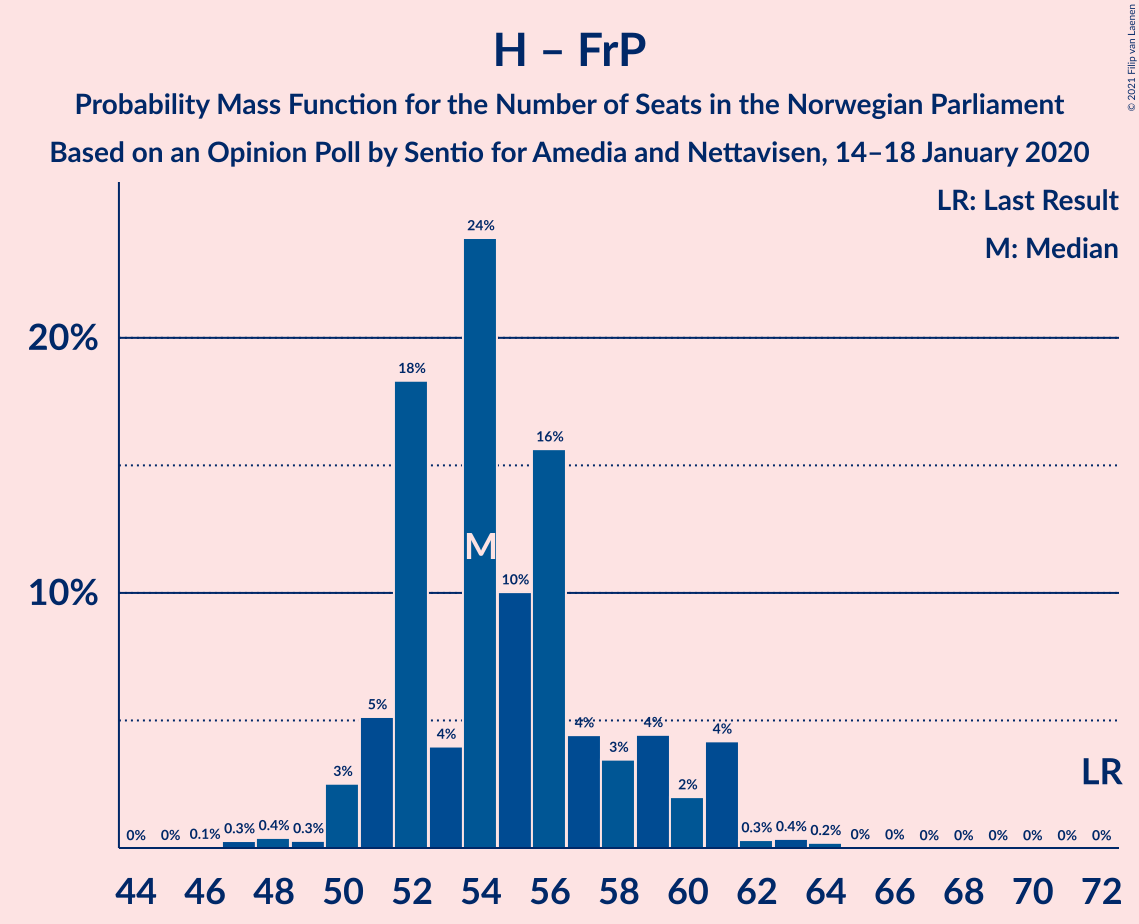 H – FrP
Probability Mass Function for the Number of Seats in the Norwegian Parliament
Based on an Opinion Poll by Sentio for Amedia and Nettavisen, 14–18 January 2020
© 2021 Filip van Laenen
LR: Last Result
M: Median
20%
10%
0% 0% 0.1% 0.3% 0.4% 0.3% 3% 5% 18% 4% 24% 10% 16% 4% 3% 4% 2% 4% 0.3% 0.4% 0.2% 0% 0% 0% 0% 0% 0% 0% 0%
M
LR
44 46 48 50 52 54 56 58 60 62 64 66 68 70 72